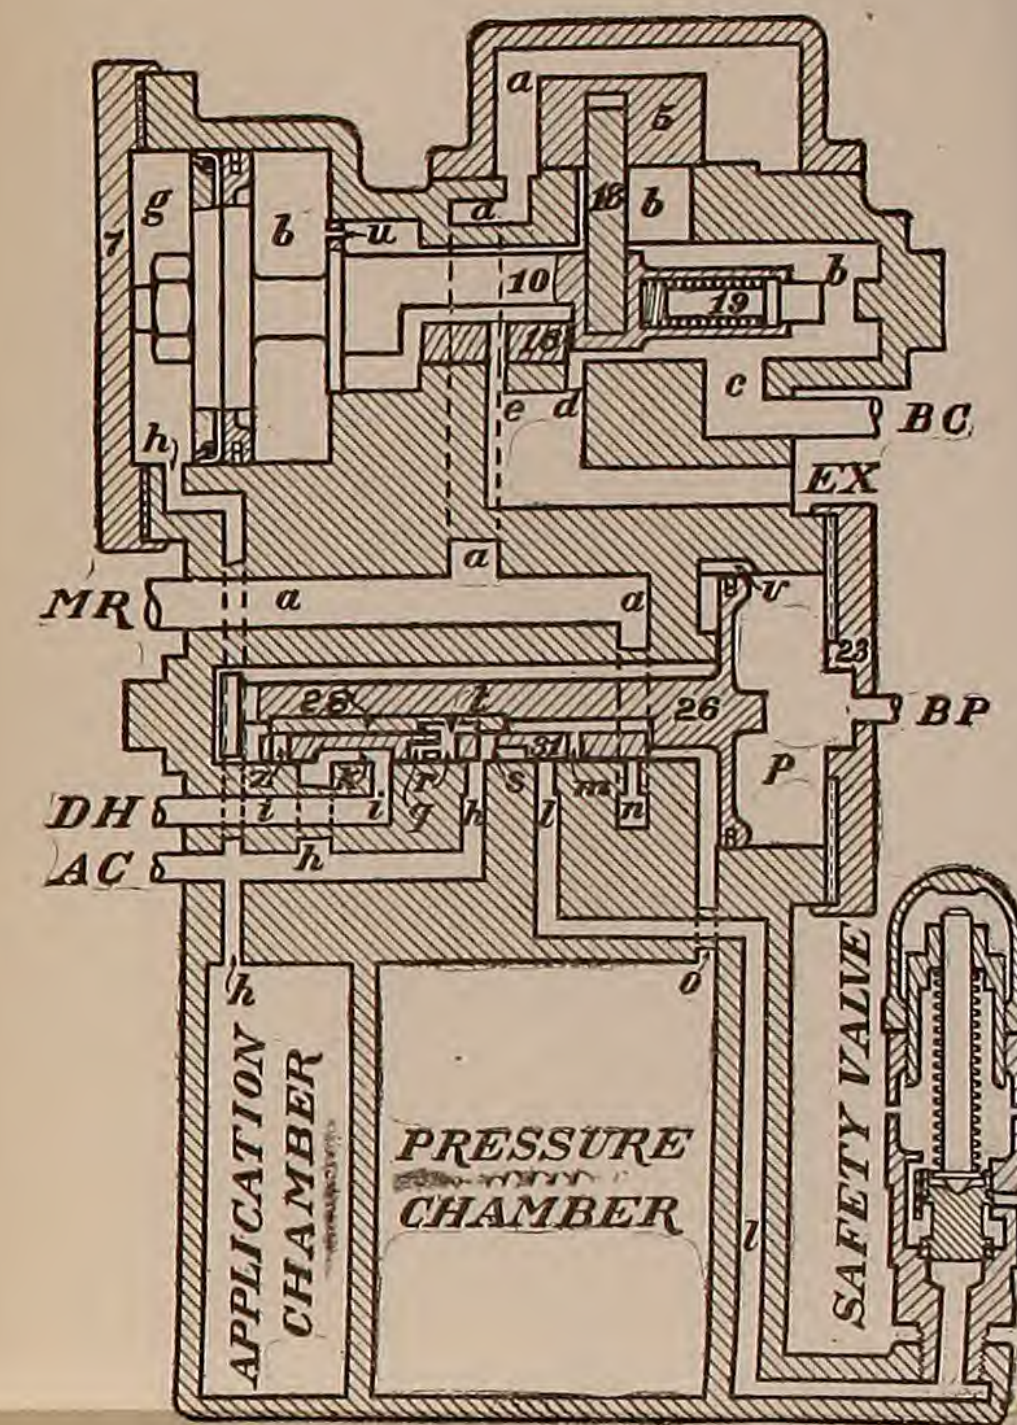 a
5
g
7
b
u
a
18
b
10
19
b
16
c
e
d
BC
h
EX
a
MR
a
a
v
23
28
t
26
BP
z
k
r
31
P
DH
i
i
g
h
s
l
m
n
AC
h
h
o
APPLICATION
CHAMBER
PRESSURE
CHAMBER
l
SAFETY VALVE